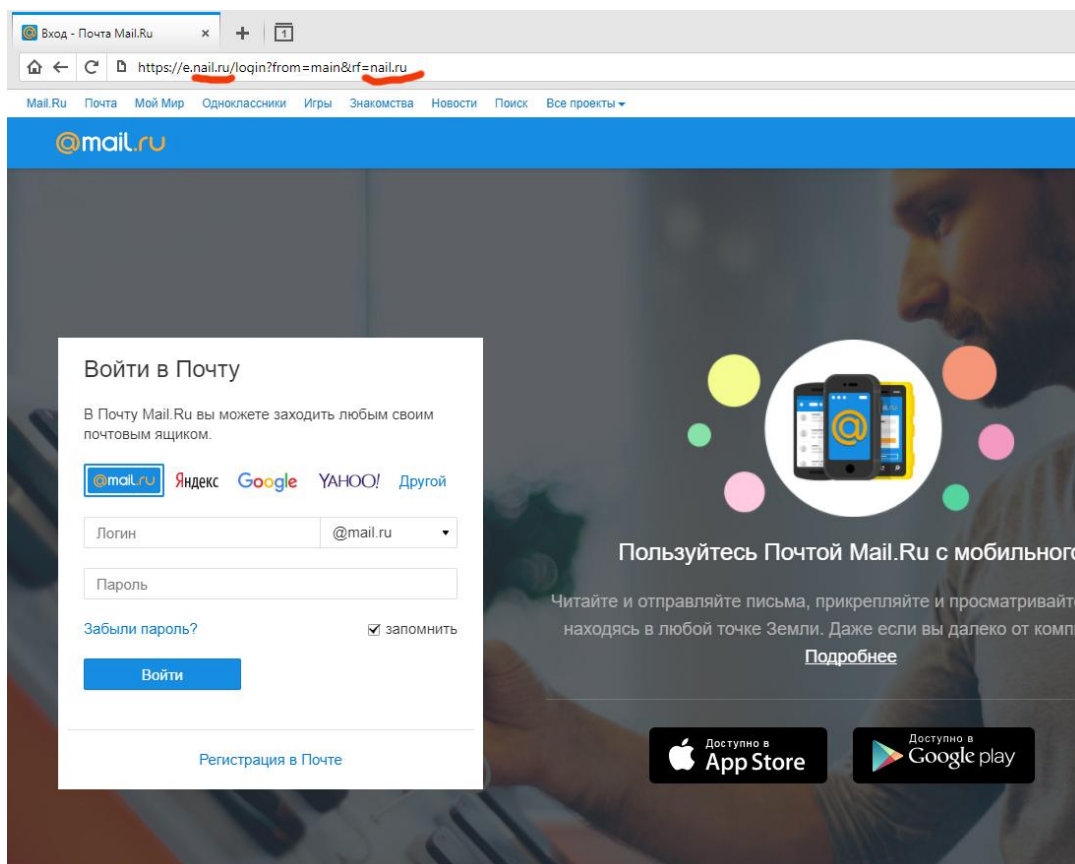 Вход - Почта Mail.Ru
1
https://e.nail.ru/login?from=main&rf=nail.ru
Mail.Ru Почта Мой Мир Одноклассники Игры Знакомства Новости Поиск Все проекты
@mail.ru
Войти в Почту
В Почту Mail.Ru вы можете заходить любым своим
почтовым ящиком.
@mail.ru Яндекс Google YAHOO! Другой
Логин @mail.ru
Пароль
Забыли пароль? запомнить
Войти
Регистрация в Почте
Пользуйтесь Почтой Mail.Ru с мобильного
Читайте и отправляйте письма, прикрепляйте и просматривайт
находясь в любой точке Земли. Даже если вы далеко от комп
Подробнее
Доступно в
App Store
Доступно в
Google play